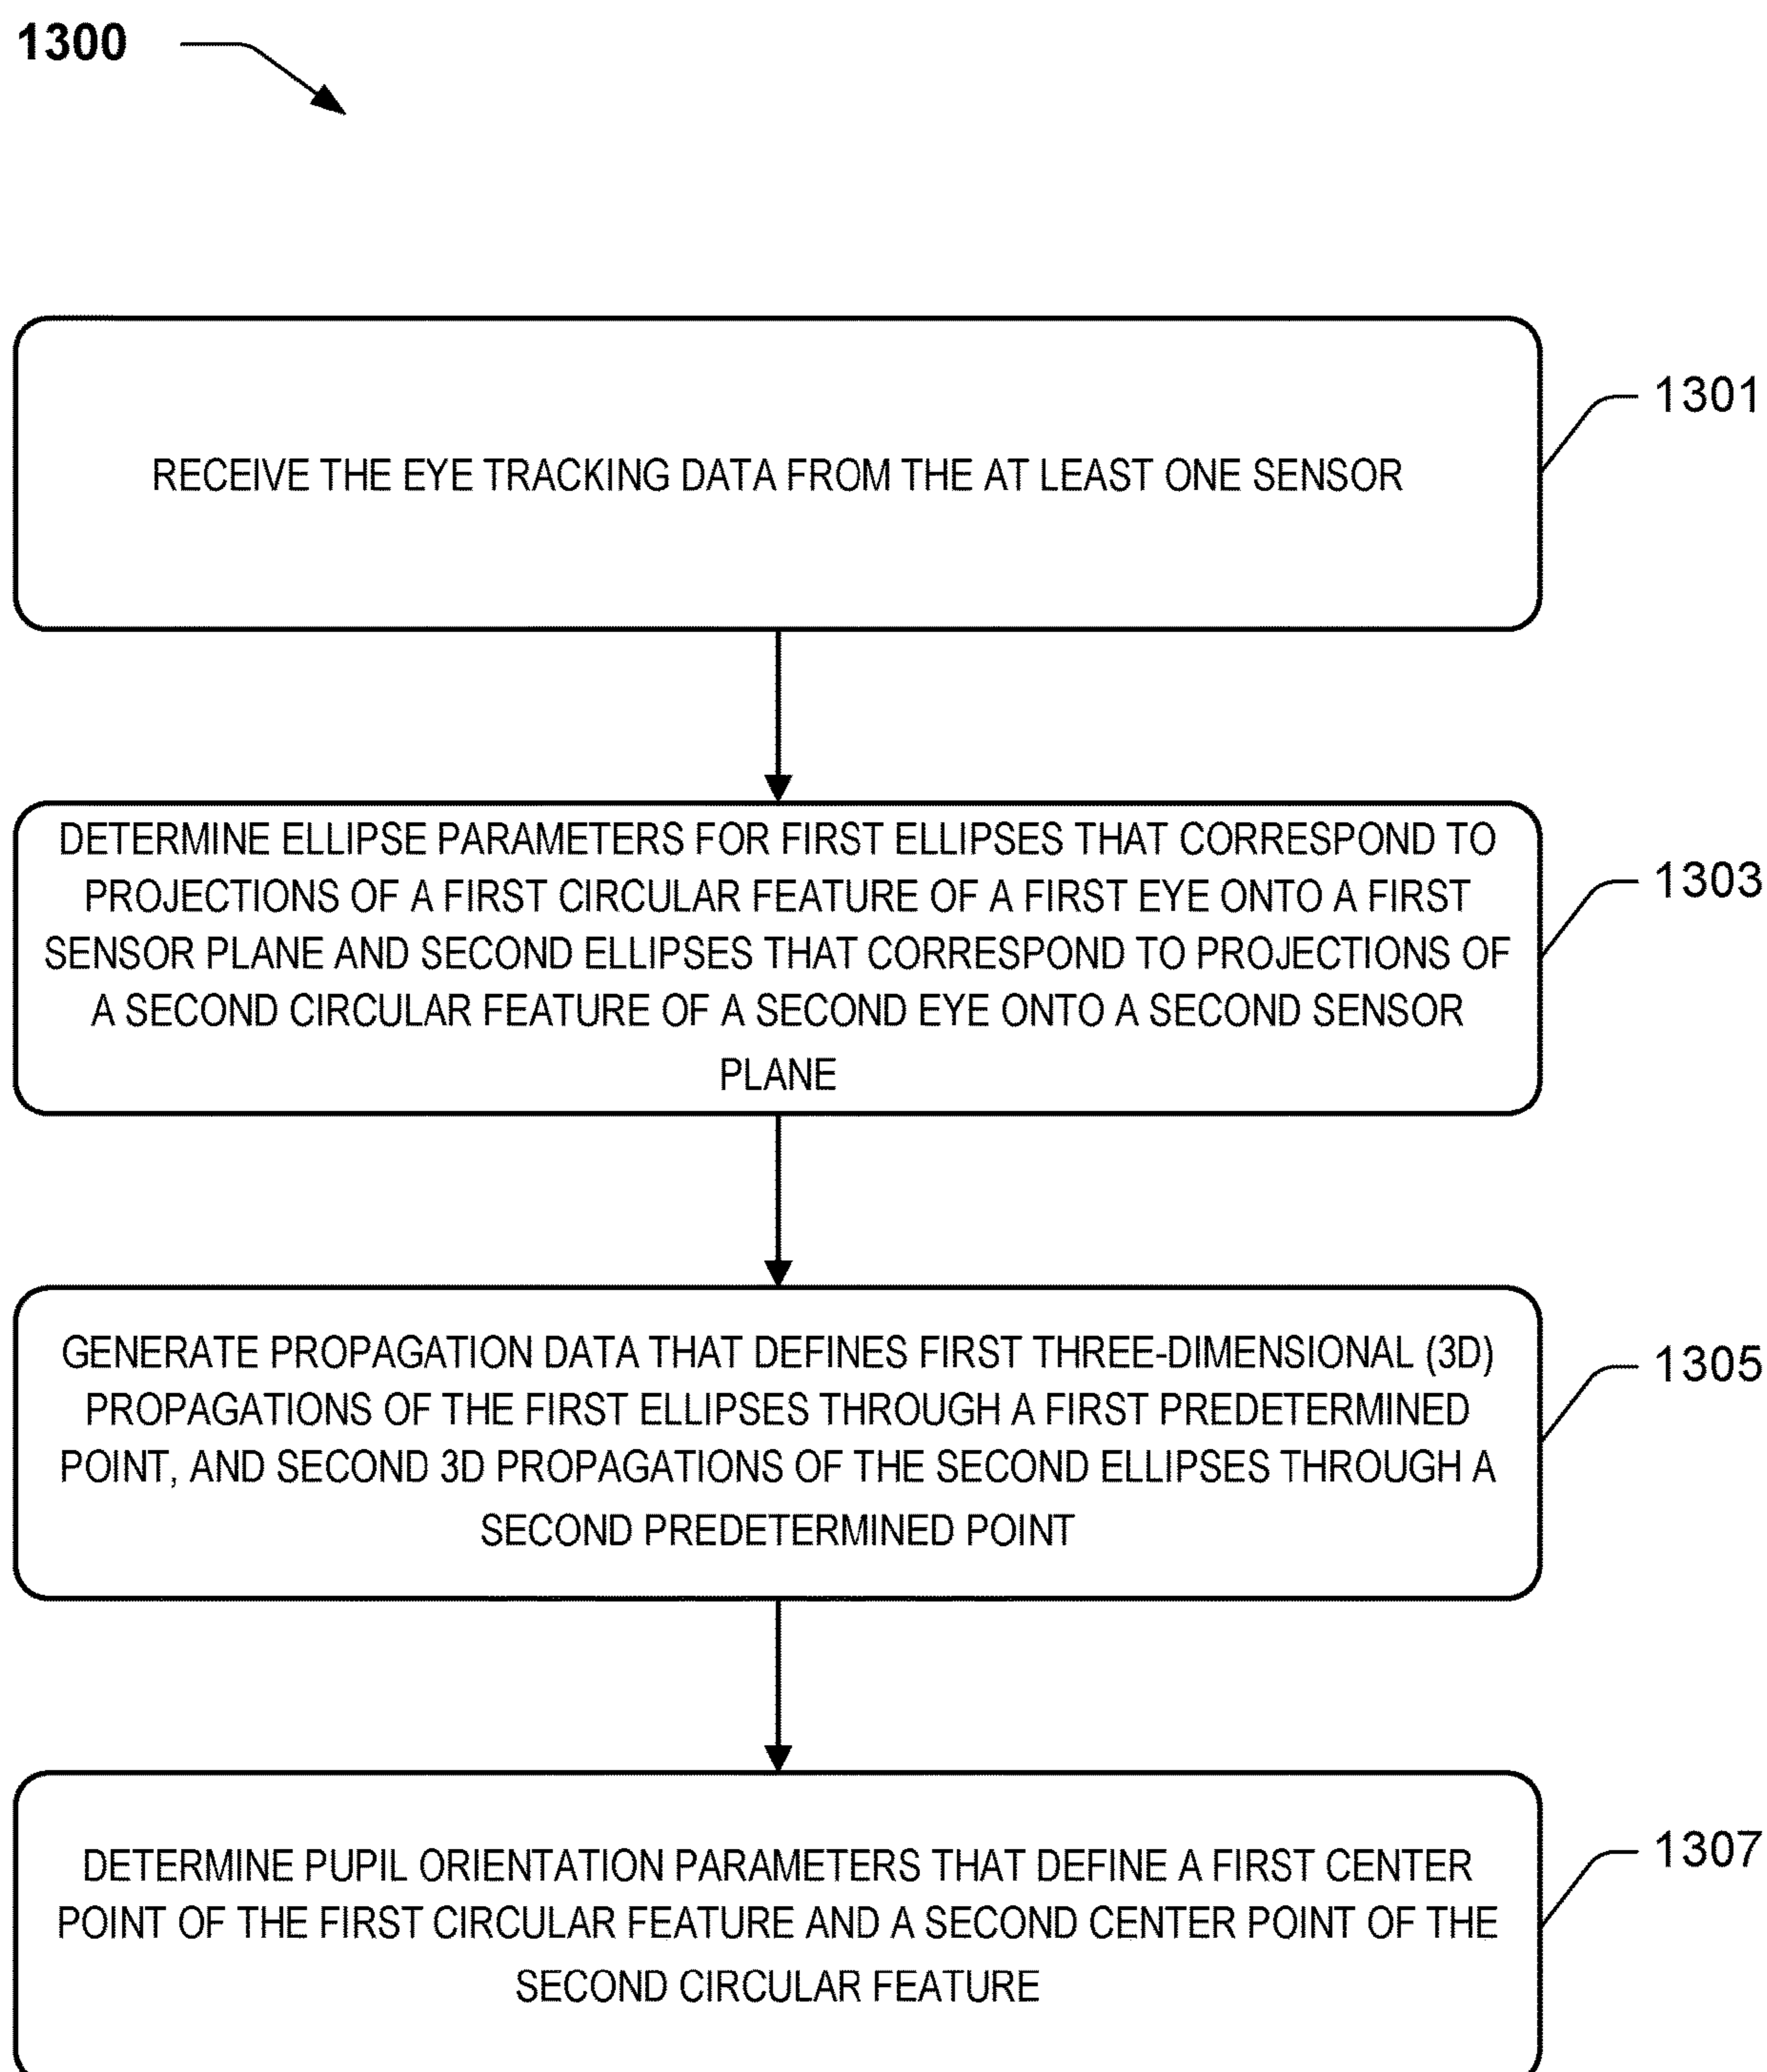 1300
RECEIVE THE EYE TRACKING DATA FROM THE AT LEAST ONE SENSOR
1301
DETERMINE ELLIPSE PARAMETERS FOR FIRST ELLIPSES THAT CORRESPOND TO
PROJECTIONS OF A FIRST CIRCULAR FEATURE OF A FIRST EYE ONTO A FIRST
SENSOR PLANE AND SECOND ELLIPSES THAT CORRESPOND TO PROJECTIONS OF
A SECOND CIRCULAR FEATURE OF A SECOND EYE ONTO A SECOND SENSOR
PLANE
1303
GENERATE PROPAGATION DATA THAT DEFINES FIRST THREE-DIMENSIONAL (3D)
PROPAGATIONS OF THE FIRST ELLIPSES THROUGH A FIRST PREDETERMINED
POINT, AND SECOND 3D PROPAGATIONS OF THE SECOND ELLIPSES THROUGH A
SECOND PREDETERMINED POINT
1305
DETERMINE PUPIL ORIENTATION PARAMETERS THAT DEFINE A FIRST CENTER
POINT OF THE FIRST CIRCULAR FEATURE AND A SECOND CENTER POINT OF THE
SECOND CIRCULAR FEATURE
1307